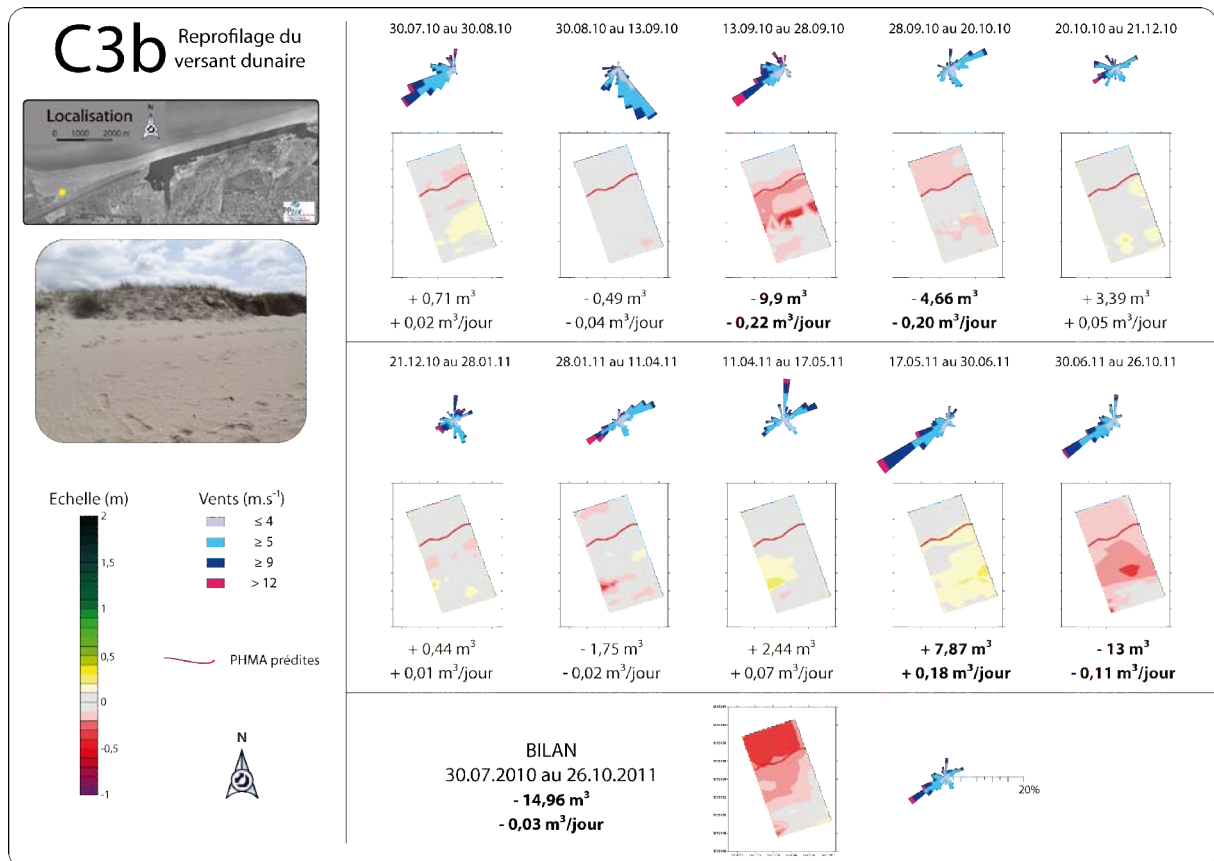 C3b
Reprofilage du
versant dunaire
Localisation
N
0 1000 2000 m
Echelle (m)
2
1,5
1
0,5
0
-0,5
-1
Vents (m.s⁻¹)
≤ 4
≥ 5
≥ 9
> 12
PHMA prédites
N
30.07.10 au 30.08.10
+ 0,71 m³
+ 0,02 m³/jour
30.08.10 au 13.09.10
- 0,49 m³
- 0,04 m³/jour
13.09.10 au 28.09.10
- 9,9 m³
- 0,22 m³/jour
28.09.10 au 20.10.10
- 4,66 m³
- 0,20 m³/jour
20.10.10 au 21.12.10
+ 3,39 m³
+ 0,05 m³/jour
21.12.10 au 28.01.11
+ 0,44 m³
+ 0,01 m³/jour
28.01.11 au 11.04.11
- 1,75 m³
- 0,02 m³/jour
11.04.11 au 17.05.11
+ 2,44 m³
+ 0,07 m³/jour
17.05.11 au 30.06.11
+ 7,87 m³
+ 0,18 m³/jour
30.06.11 au 26.10.11
- 13 m³
- 0,11 m³/jour
BILAN
30.07.2010 au 26.10.2011
- 14,96 m³
- 0,03 m³/jour
20%